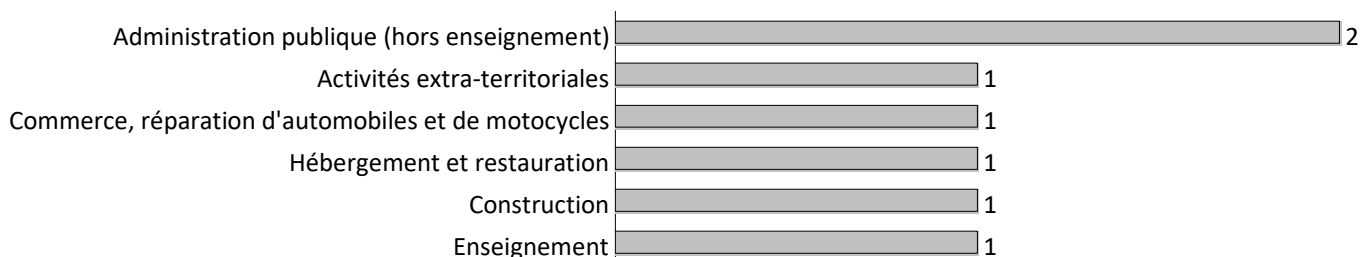 Administration publique (hors enseignement) 2
Activités extra-territoriales 1
Commerce, réparation d'automobiles et de motocycles 1
Hébergement et restauration 1
Construction 1
Enseignement 1